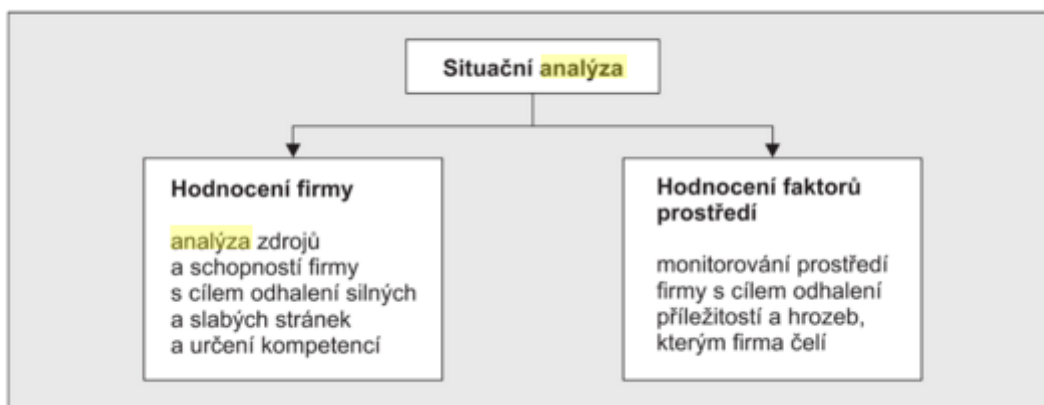 Situační analýza
Hodnocení firmy
analýza zdrojů
a schopností firmy
s cílem odhalení silných
a slabých stránek
a určení kompetencí
Hodnocení faktorů
prostředí
monitorování prostředí
firmy s cílem odhalení
příležitostí a hrozeb,
kterým firma čelí